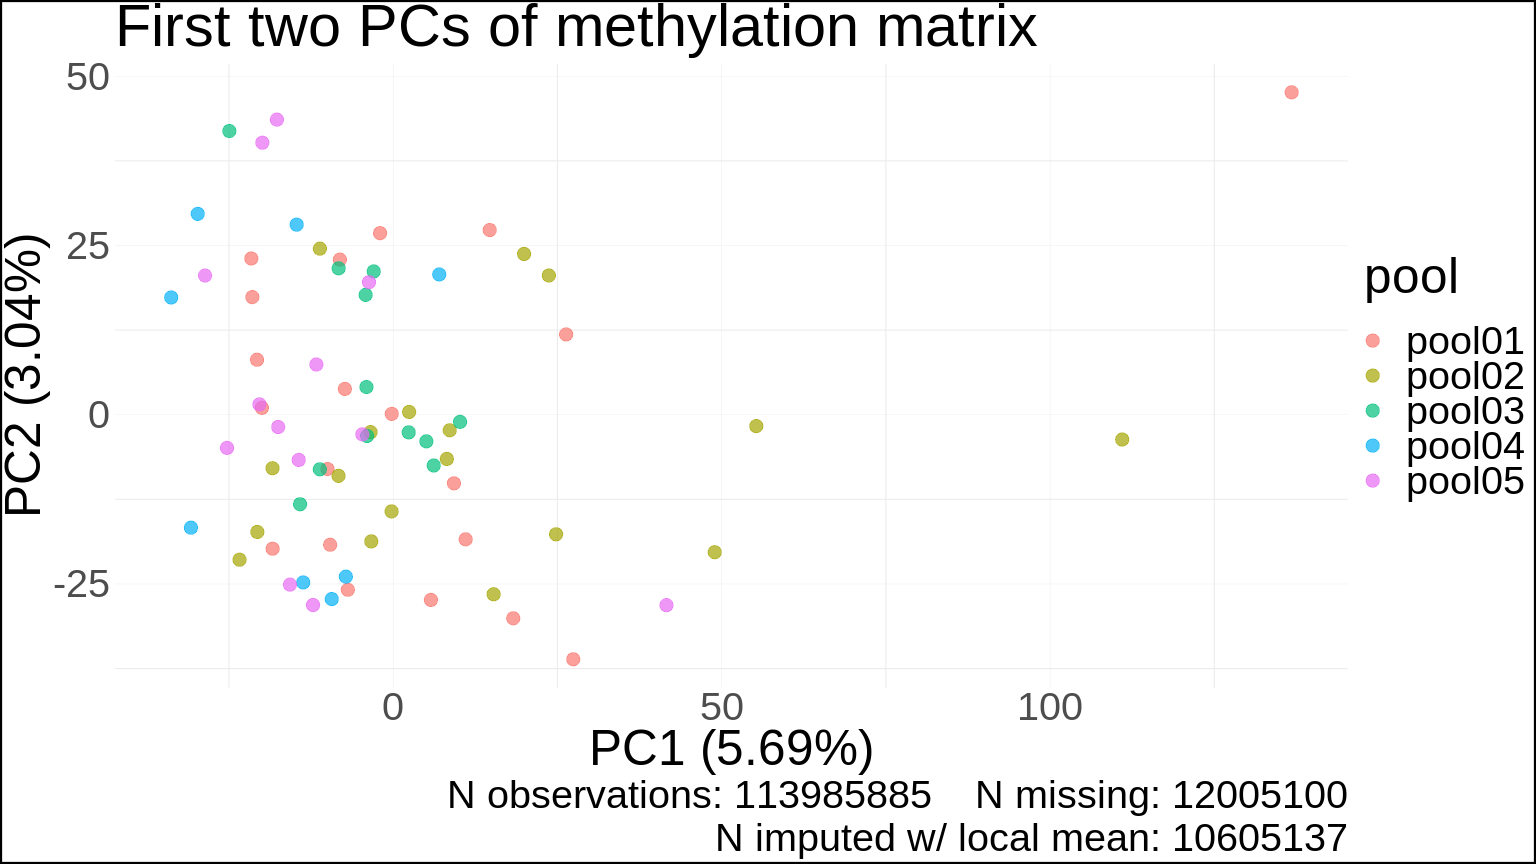 First two PCs of methylation matrix
50
25
0
-25
PC2 (3.04%)
0 50 100
PC1 (5.69%)
pool
pool01
pool02
pool03
pool04
pool05
N observations: 113985885 N missing: 12005100
N imputed w/ local mean: 10605137